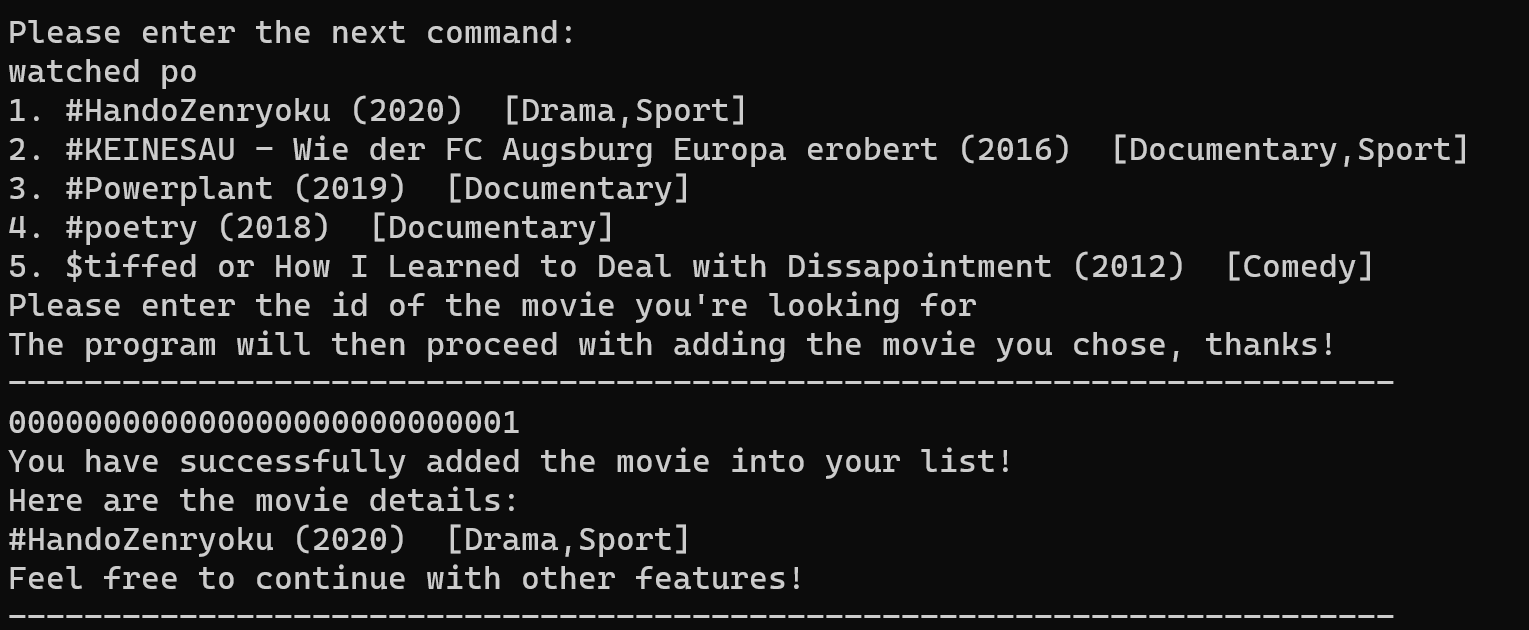 Please enter the next command:
watched po
1. #HandoZenryoku (2020)  [Drama,Sport]
2. #KEINESAU - Wie der FC Augsburg Europa erobert (2016)  [Documentary,Sport]
3. #Powerplant (2019)  [Documentary]
4. #poetry (2018)  [Documentary]
5. $tiffed or How I Learned to Deal with Dissapointment (2012)  [Comedy]
Please enter the id of the movie you're looking for
The program will then proceed with adding the movie you chose, thanks!
-------------------------------------------------------------------------
000000000000000000000000001
You have successfully added the movie into your list!
Here are the movie details:
#HandoZenryoku (2020)  [Drama,Sport]
Feel free to continue with other features!
-------------------------------------------------------------------------